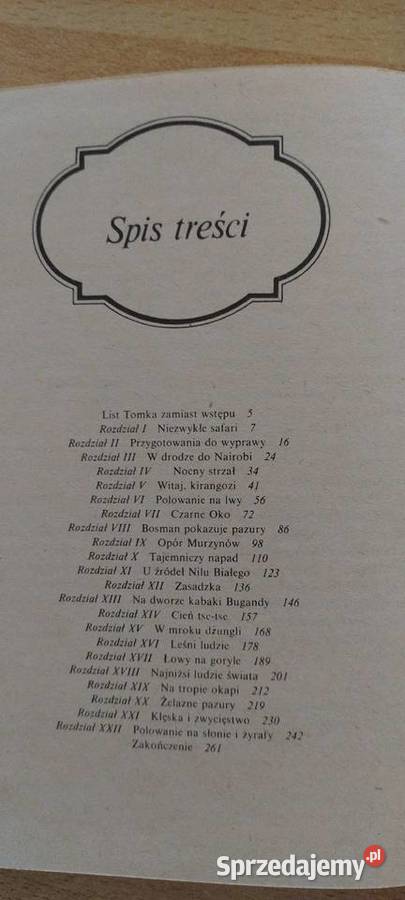 Spis treści
List Tomka zamiast wstępu 5
Rozdział I Niezwykłe safari 7
Rozdział II Przygotowania do wyprawy 16
Rozdział III W drodze do Nairobi 24
Rozdział IV Nocny strzał 34
Rozdział V Witaj, kirangozi 41
Rozdział VI Polowanie na lwy 56
Rozdział VII Czarne Oko 72
Rozdział VIII Bosman pokazuje pazury 86
Rozdział IX Opór Murzynów 98
Rozdział X Tajemniczy napad 110
Rozdział XI U źródeł Nilu Białego 123
Rozdział XII Zasadzka 136
Rozdział XIII Na dworze kabaki Bugandy 146
Rozdział XIV Cień tse-tse 157
Rozdział XV W mroku dżungli 168
Rozdział XVI Leśni ludzie 178
Rozdział XVII Łowy na goryle 189
Rozdział XVIII Najniżsi ludzie świata 201
Rozdział XIX Na tropie okapi 212
Rozdział XX Żelazne pazury 219
Rozdział XXI Klęska i zwycięstwo 230
Rozdział XXII Polowanie na słonie i żyrafy 242
Zakończenie 261
Sprzedajemy.pl